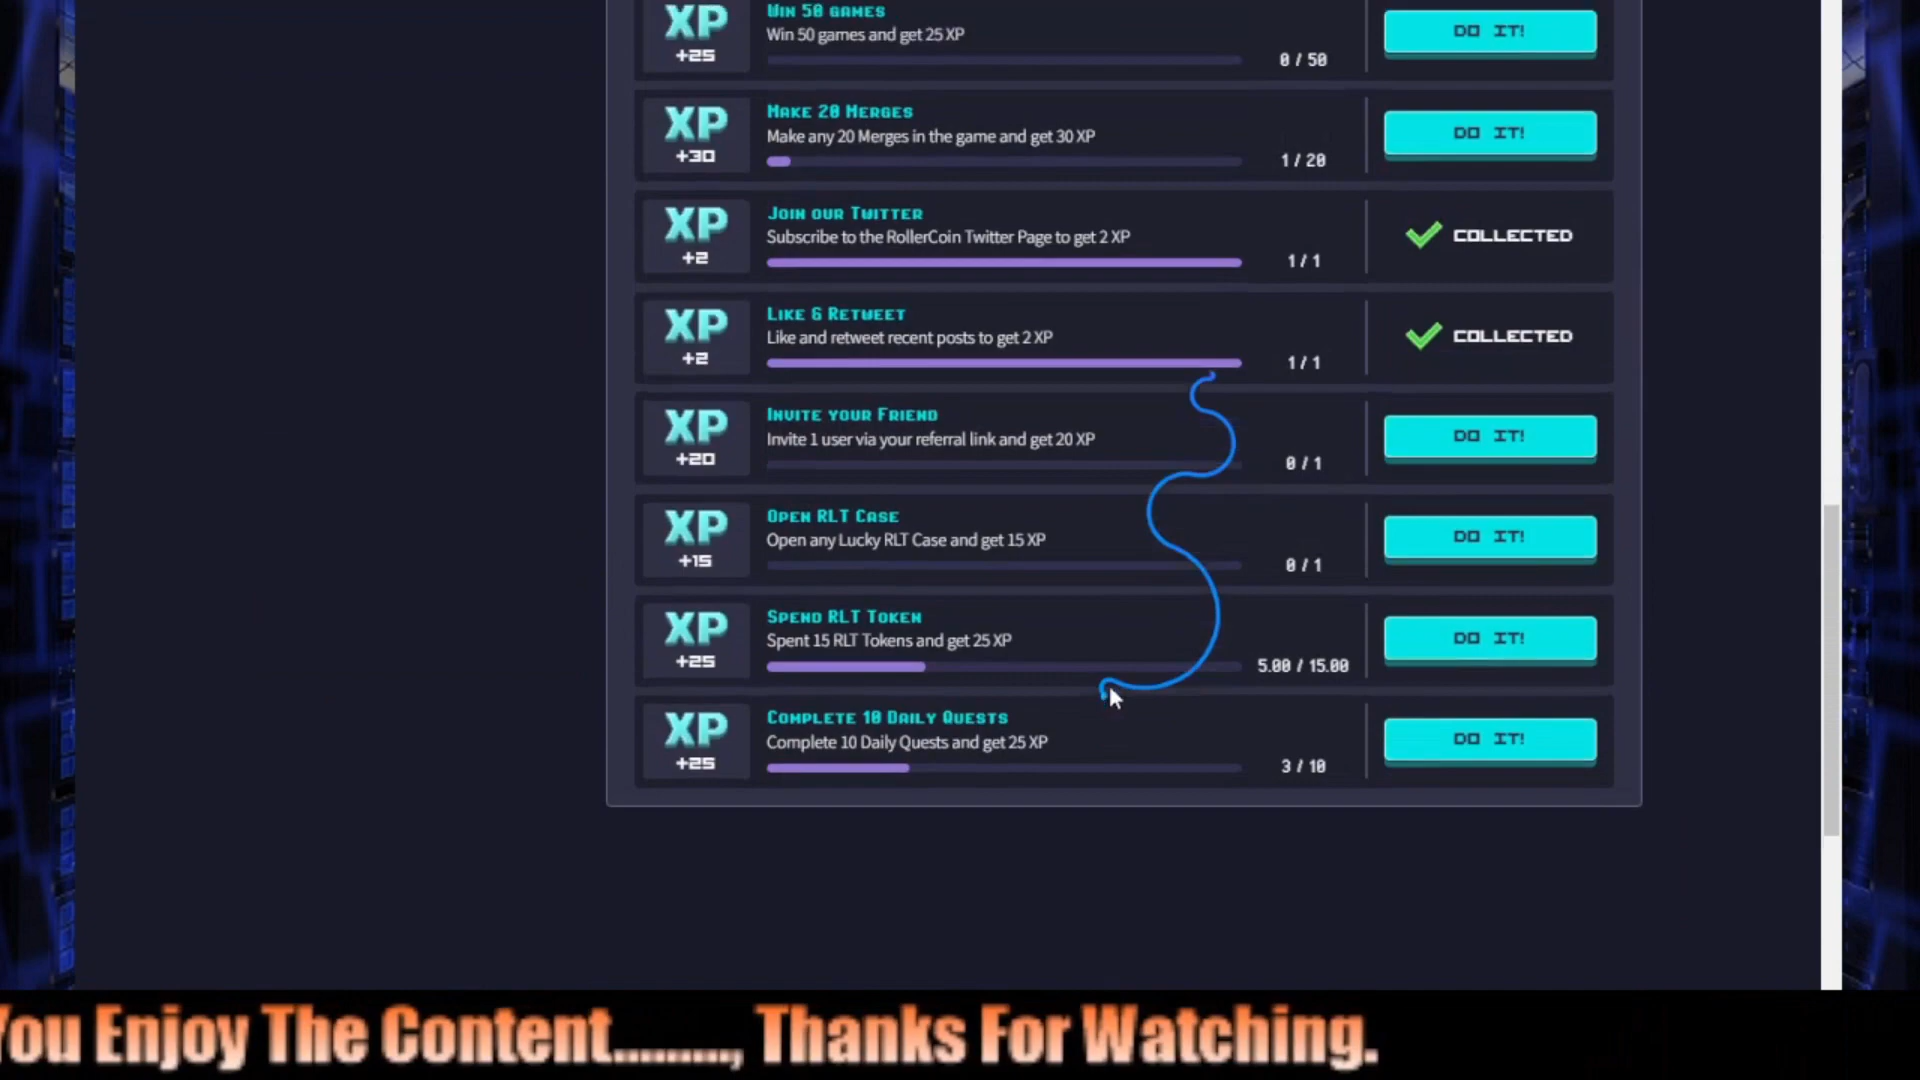 XP
+25
Win 50 games
Win 50 games and get 25 XP
0 / 50
DO IT!
XP
+30
Make 20 Merges
Make any 20 Merges in the game and get 30 XP
1 / 20
DO IT!
XP
+2
Join our Twitter
Subscribe to the RollerCoin Twitter Page to get 2 XP
1 / 1
COLLECTED
XP
+2
Like & Retweet
Like and retweet recent posts to get 2 XP
1 / 1
COLLECTED
XP
+20
Invite your Friend
Invite 1 user via your referral link and get 20 XP
0 / 1
DO IT!
XP
+15
Open RLT Case
Open any Lucky RLT Case and get 15 XP
0 / 1
DO IT!
XP
+25
Spend RLT Token
Spent 15 RLT Tokens and get 25 XP
5.00 / 15.00
DO IT!
XP
+25
Complete 10 Daily Quests
Complete 10 Daily Quests and get 25 XP
3 / 10
DO IT!
You Enjoy The Content........., Thanks For Watching.